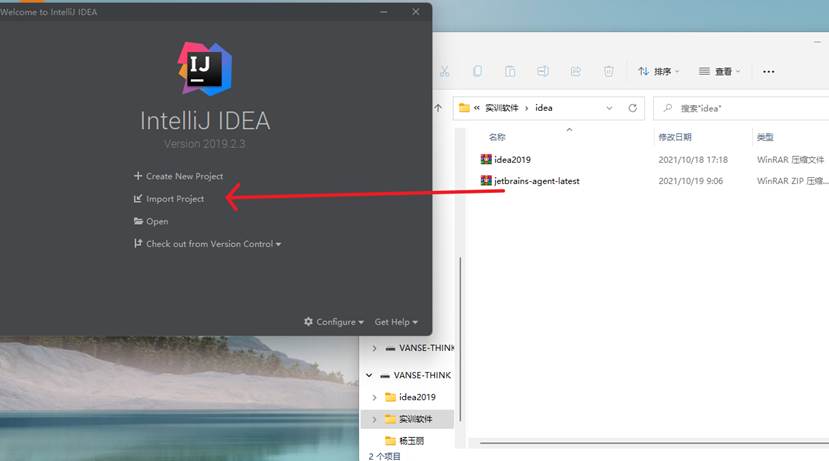 Welcome to IntelliJ IDEA
IJ
IntelliJ IDEA
Version 2019.2.3
Create New Project
Import Project
Open
Check out from Version Control
Configure
Get Help
排序
查看
«
实训软件
idea
搜索"idea"
名称
修改日期
类型
idea2019
2021/10/18 17:18
WinRAR 压缩文件
jetbrains-agent-latest
2021/10/19 9:06
WinRAR ZIP 压缩...
VANSE-THINK
VANSE-THINK
idea2019
实训软件
杨玉丽
2 个项目